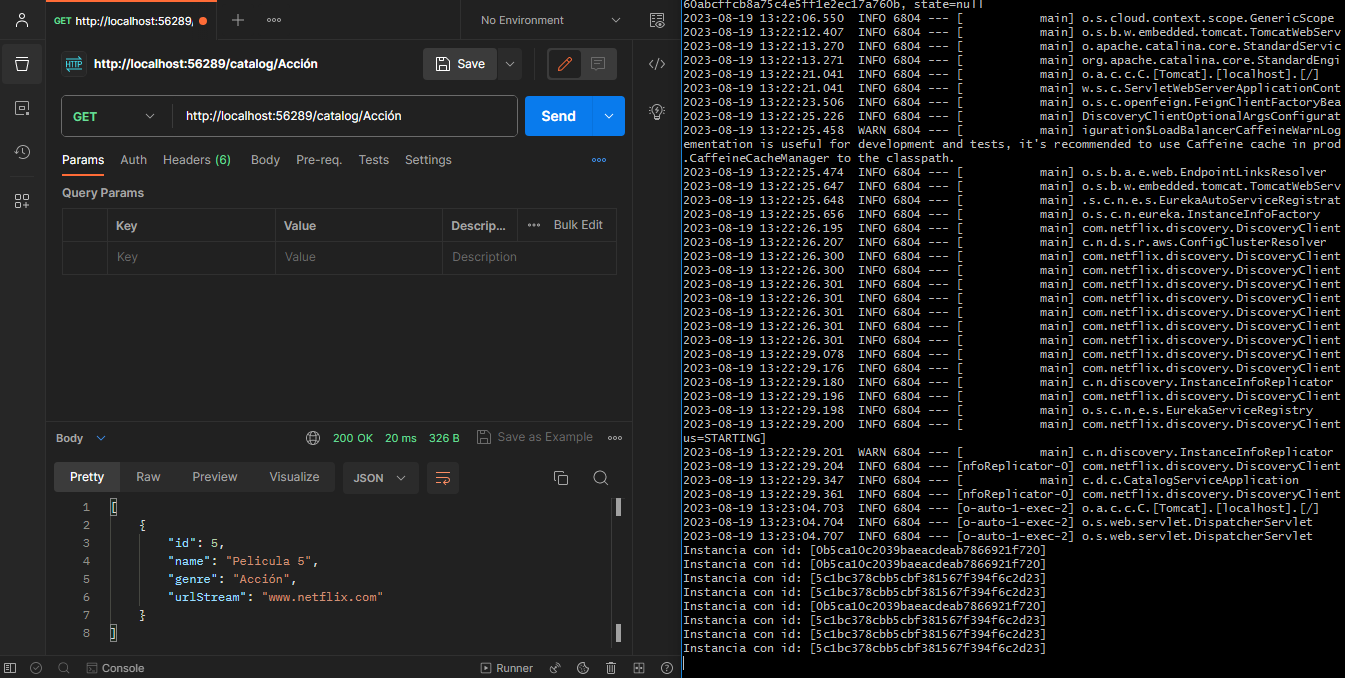 GET http://localhost:56289,
No Environment
HTTP
http://localhost:56289/catalog/Acción
Save
GET
http://localhost:56289/catalog/Acción
Send
Params
Auth
Headers (6)
Body
Pre-req.
Tests
Settings
Query Params
Key
Value
Descrip...
Bulk Edit
Key
Value
Description
Body
200 OK
20 ms
326 B
Save as Example
Pretty
Raw
Preview
Visualize
JSON
1 [
2 {
3 "id": 5,
4 "name": "Pelicula 5",
5 "genre": "Acción",
6 "urlStream": "www.netflix.com"
7 }
8 ]
Console
Runner
60abcffcb8a75c4e5ff1e2ec17a760b, state=null
2023-08-19 13:22:06.550  INFO 6804 --- [           main] o.s.cloud.context.scope.GenericScope
2023-08-19 13:22:12.407  INFO 6804 --- [           main] o.s.b.w.embedded.tomcat.TomcatWebServ
2023-08-19 13:22:13.270  INFO 6804 --- [           main] o.apache.catalina.core.StandardServic
2023-08-19 13:22:13.271  INFO 6804 --- [           main] org.apache.catalina.core.StandardEngi
2023-08-19 13:22:21.041  INFO 6804 --- [           main] o.a.c.c.C.[Tomcat].[localhost].[/]
2023-08-19 13:22:21.041  INFO 6804 --- [           main] w.s.c.ServletWebServerApplicationCont
2023-08-19 13:22:23.506  INFO 6804 --- [           main] o.s.c.openfeign.FeignClientFactoryBea
2023-08-19 13:22:25.226  INFO 6804 --- [           main] DiscoveryClientOptionalArgsConfigurat
2023-08-19 13:22:25.458  WARN 6804 --- [           main] iguration$LoadBalancerCaffeineWarnLog
ementation is useful for development and tests, it's recommended to use Caffeine cache in prod
.CaffeineCacheManager to the classpath.
2023-08-19 13:22:25.474  INFO 6804 --- [           main] o.s.b.a.e.web.EndpointLinksResolver
2023-08-19 13:22:25.647  INFO 6804 --- [           main] o.s.b.w.embedded.tomcat.TomcatWebServ
2023-08-19 13:22:25.648  INFO 6804 --- [           main] .s.c.n.e.s.EurekaAutoServiceRegistrat
2023-08-19 13:22:25.656  INFO 6804 --- [           main] o.s.c.n.eureka.InstanceInfoFactory
2023-08-19 13:22:26.195  INFO 6804 --- [           main] com.netflix.discovery.DiscoveryClient
2023-08-19 13:22:26.207  INFO 6804 --- [           main] c.n.d.s.r.aws.ConfigClusterResolver
2023-08-19 13:22:26.300  INFO 6804 --- [           main] com.netflix.discovery.DiscoveryClient
2023-08-19 13:22:26.300  INFO 6804 --- [           main] com.netflix.discovery.DiscoveryClient
2023-08-19 13:22:26.301  INFO 6804 --- [           main] com.netflix.discovery.DiscoveryClient
2023-08-19 13:22:26.301  INFO 6804 --- [           main] com.netflix.discovery.DiscoveryClient
2023-08-19 13:22:26.301  INFO 6804 --- [           main] com.netflix.discovery.DiscoveryClient
2023-08-19 13:22:26.301  INFO 6804 --- [           main] com.netflix.discovery.DiscoveryClient
2023-08-19 13:22:26.301  INFO 6804 --- [           main] com.netflix.discovery.DiscoveryClient
2023-08-19 13:22:29.078  INFO 6804 --- [           main] com.netflix.discovery.DiscoveryClient
2023-08-19 13:22:29.176  INFO 6804 --- [           main] com.netflix.discovery.DiscoveryClient
2023-08-19 13:22:29.180  INFO 6804 --- [           main] c.n.discovery.InstanceInfoReplicator
2023-08-19 13:22:29.196  INFO 6804 --- [           main] com.netflix.discovery.DiscoveryClient
2023-08-19 13:22:29.198  INFO 6804 --- [           main] o.s.c.n.e.s.EurekaServiceRegistry
2023-08-19 13:22:29.200  INFO 6804 --- [           main] com.netflix.discovery.DiscoveryClient
us=STARTING]
2023-08-19 13:22:29.201  WARN 6804 --- [           main] c.n.discovery.InstanceInfoReplicator
2023-08-19 13:22:29.204  INFO 6804 --- [nfoReplicator-0] com.netflix.discovery.DiscoveryClient
2023-08-19 13:22:29.347  INFO 6804 --- [           main] c.d.c.CatalogServiceApplication
2023-08-19 13:22:29.361  INFO 6804 --- [nfoReplicator-0] com.netflix.discovery.DiscoveryClient
2023-08-19 13:23:04.703  INFO 6804 --- [o-auto-1-exec-2] o.a.c.c.C.[Tomcat].[localhost].[/]
2023-08-19 13:23:04.704  INFO 6804 --- [o-auto-1-exec-2] o.s.web.servlet.DispatcherServlet
2023-08-19 13:23:04.707  INFO 6804 --- [o-auto-1-exec-2] o.s.web.servlet.DispatcherServlet
Instancia con id: [0b5ca10c2039baeacdeab7866921f720]
Instancia con id: [0b5ca10c2039baeacdeab7866921f720]
Instancia con id: [5c1bc378cbb5cbf381567f394f6c2d23]
Instancia con id: [5c1bc378cbb5cbf381567f394f6c2d23]
Instancia con id: [0b5ca10c2039baeacdeab7866921f720]
Instancia con id: [5c1bc378cbb5cbf381567f394f6c2d23]
Instancia con id: [5c1bc378cbb5cbf381567f394f6c2d23]
Instancia con id: [5c1bc378cbb5cbf381567f394f6c2d23]